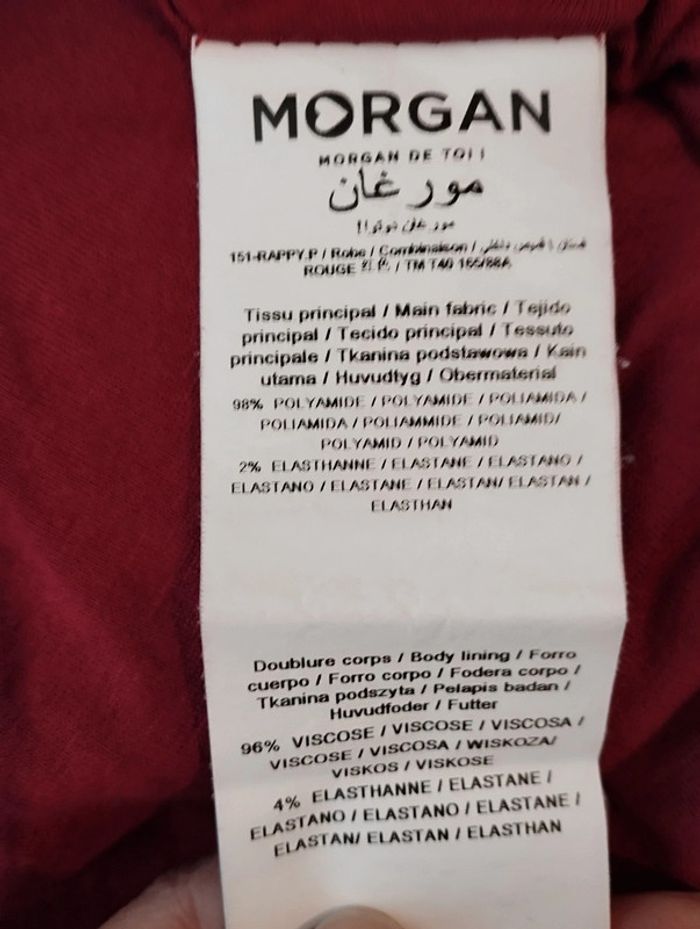 MORGAN
MORGAN DE TOI !
مورغان
151-RAPPY.P / Robe / Combinaison /
ROUGE / TM T40 165/88A
Tissu principal / Main fabric / Tejido
principal / Tecido principal / Tessuto
principale / Tkanina podstawowa / Kain
utama / Huvudtyg / Obermaterial
98% POLYAMIDE / POLYAMIDE / POLIAMIDA /
POLIAMIDA / POLIAMMIDE / POLIAMID/
POLYAMID / POLYAMID
2% ELASTHANNE / ELASTANE / ELASTANO /
ELASTANO / ELASTANE / ELASTAN/ ELASTAN /
ELASTHAN
Doublure corps / Body lining / Forro
cuerpo / Forro corpo / Fodera corpo /
Tkanina podszyta / Pelapis badan /
Huvudfoder / Futter
96% VISCOSE / VISCOSE / VISCOSA /
VISCOSE / VISCOSA / WISKOZA/
VISKOS / VISKOSE
4% ELASTHANNE / ELASTANE /
ELASTANO / ELASTANO / ELASTANE /
ELASTAN/ ELASTAN / ELASTHAN